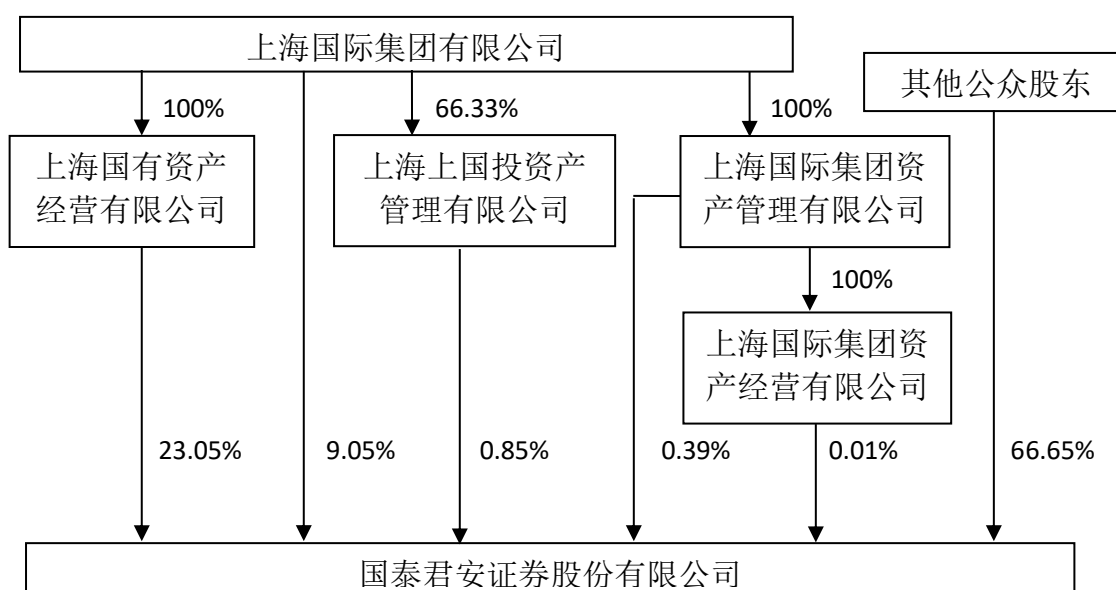 上海国际集团有限公司
其他公众股东
100%
66.33%
100%
上海国有资产
经营有限公司
上海上国投资产
管理有限公司
上海国际集团资
产管理有限公司
100%
上海国际集团资
产经营有限公司
23.05%
9.05%
0.85%
0.39%
0.01%
66.65%
国泰君安证券股份有限公司